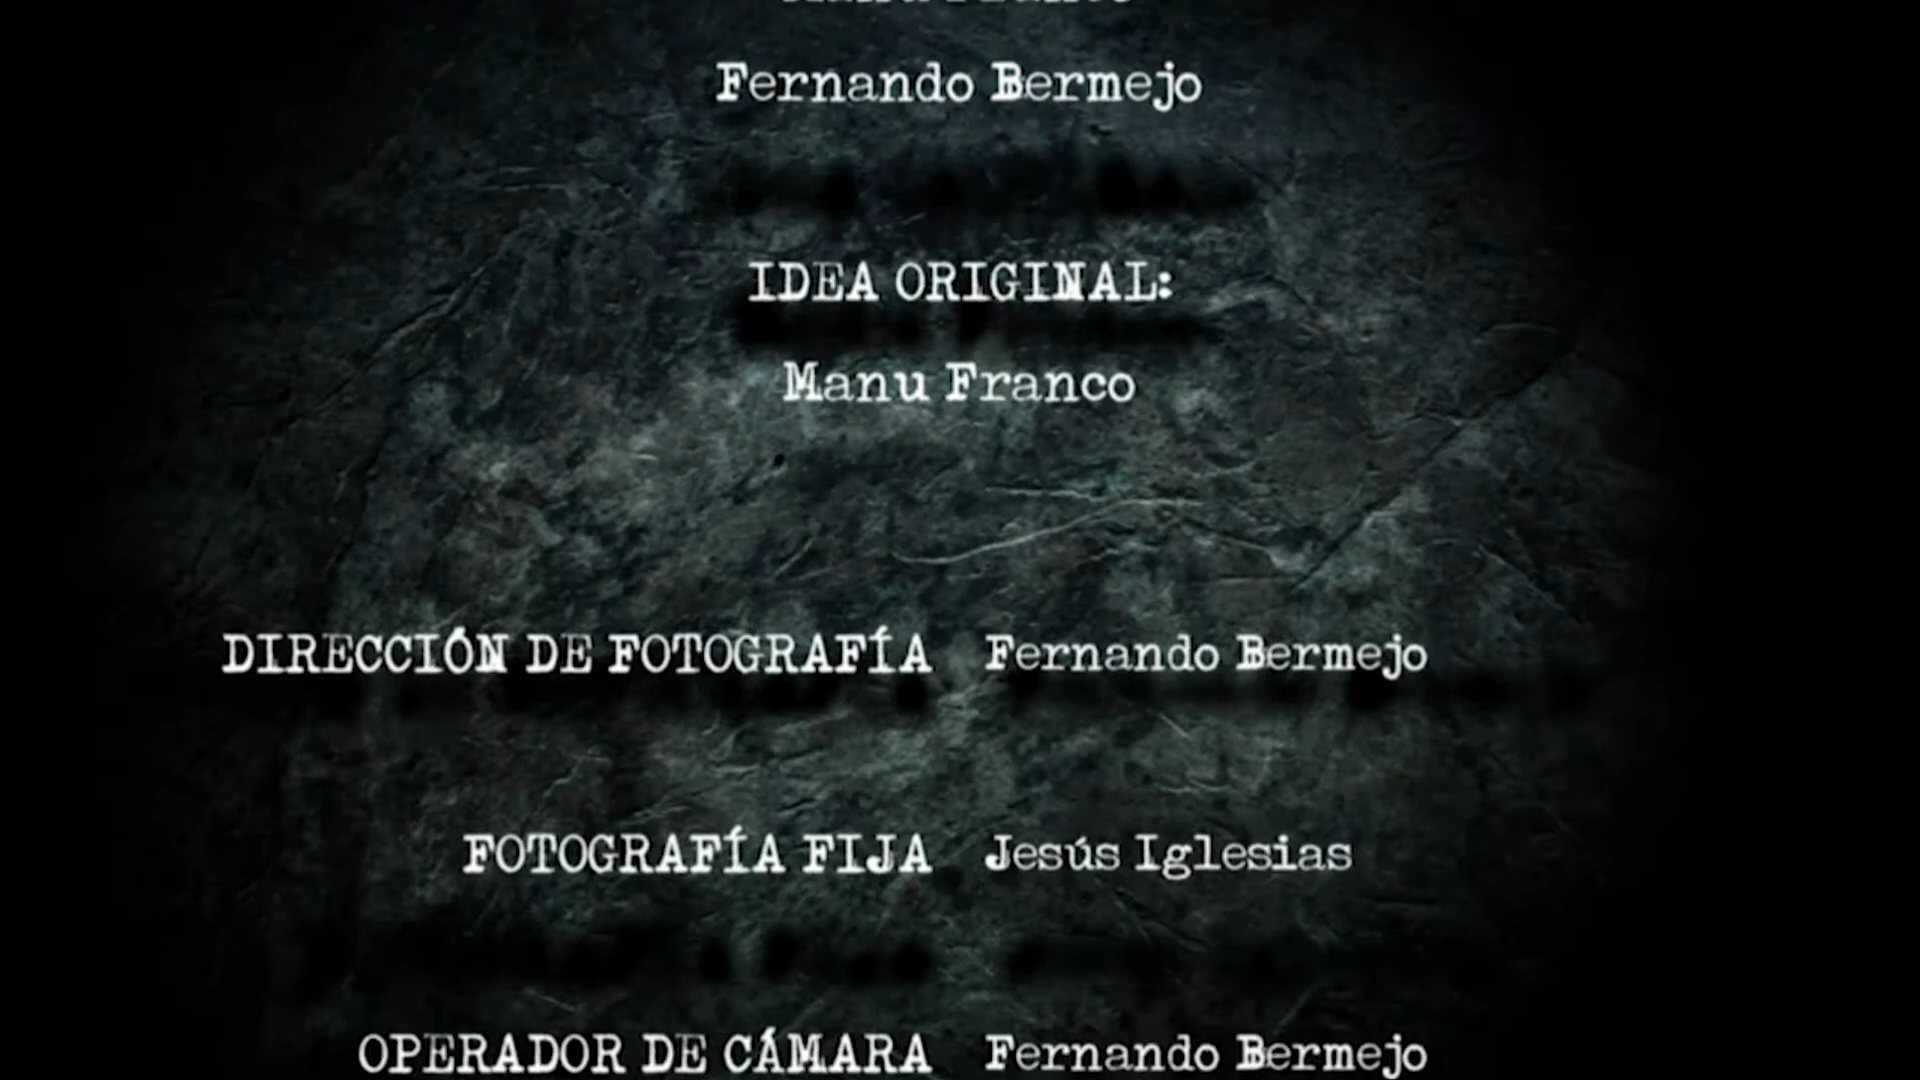 Fernando Bermejo
IDEA ORIGINAL:
Manu Franco
DIRECCIÓN DE FOTOGRAFÍA Fernando Bermejo
FOTOGRAFÍA FIJA Jesús Iglesias
OPERADOR DE CÁMARA Fernando Bermejo